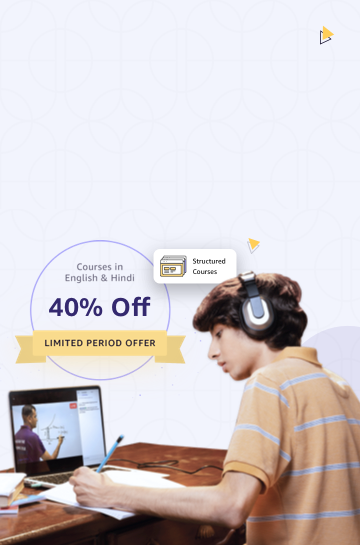 Structured
Courses
Courses in
English & Hindi
40% Off
LIMITED PERIOD OFFER